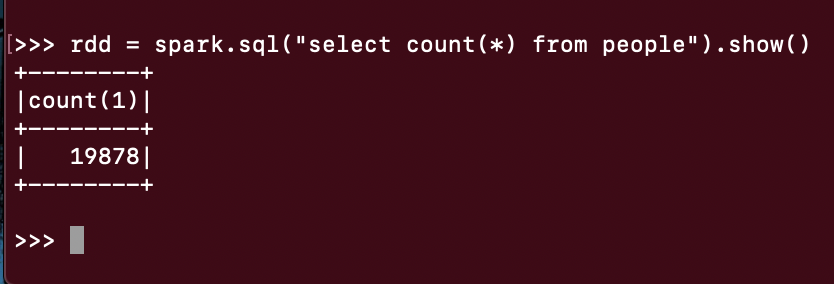 [>>> rdd = spark.sql("select count(*) from people").show()
+--------+
|count(1)|
+--------+
|   19878|
+--------+
>>>